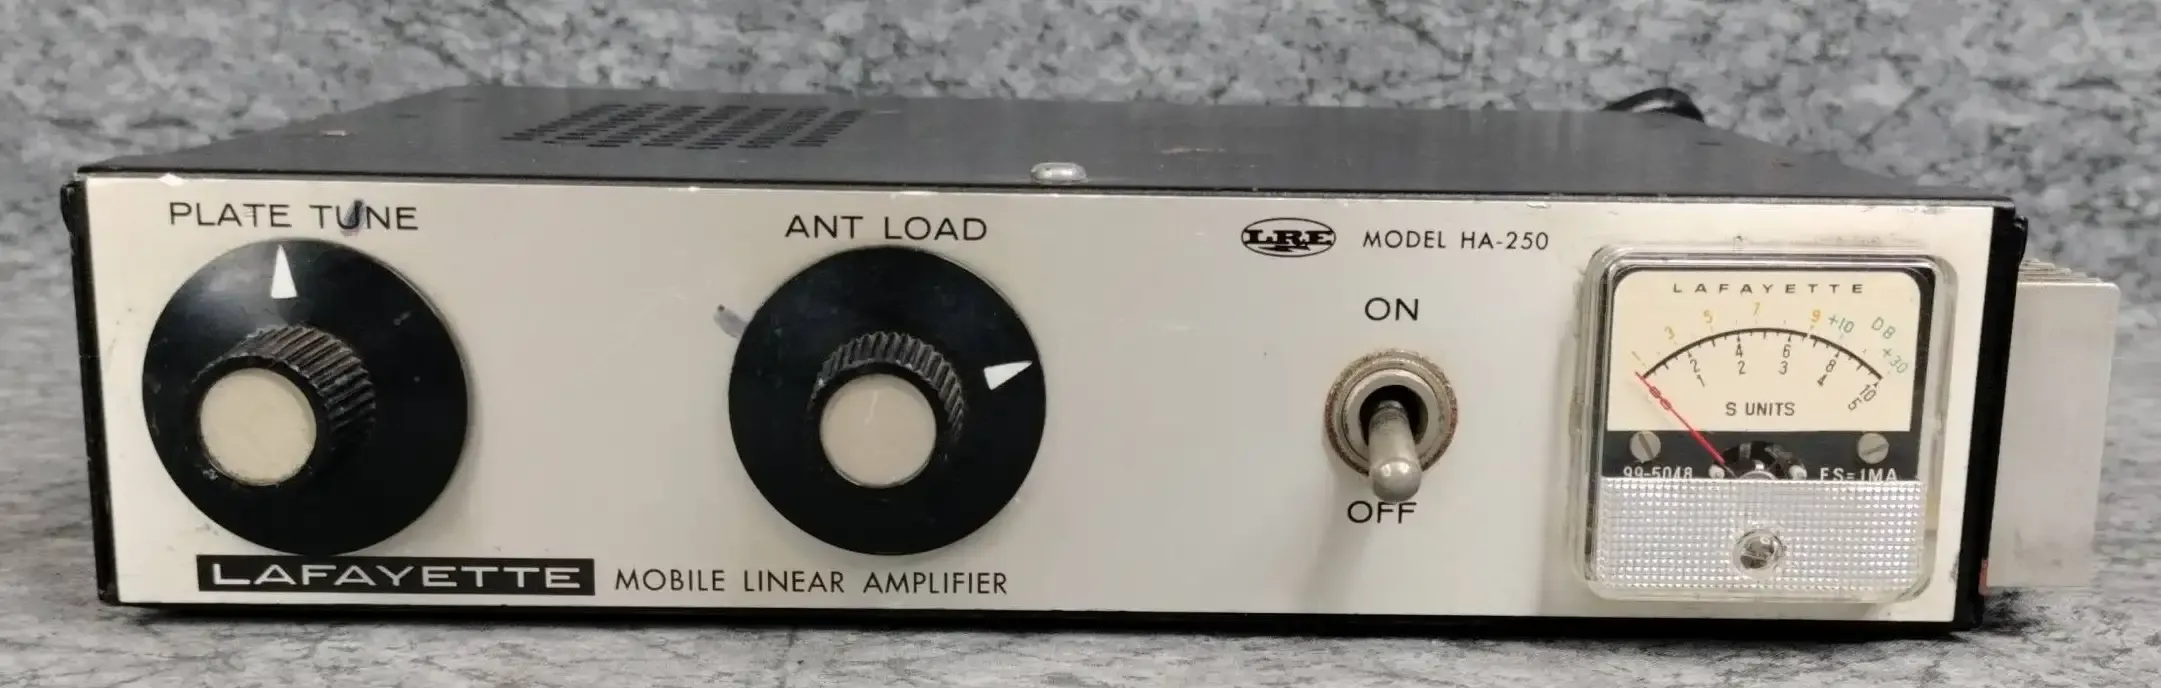 PLATE TUNE
ANT LOAD
LRE MODEL HA-250
ON
OFF
LAFAYETTE MOBILE LINEAR AMPLIFIER
LAFAYETTE
1 3 5 7 9 +10 DB +30
0 2 4 6 8 10
0 1 2 3 4 5
S UNITS
99-5048 FS=1MA